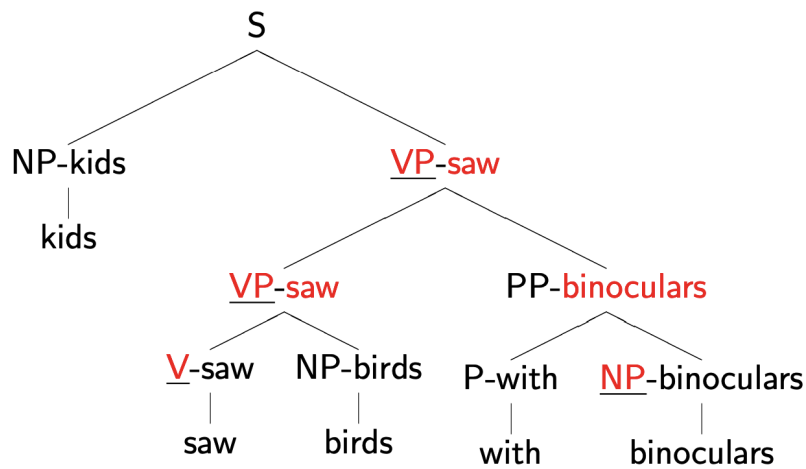 S
NP-kids VP-saw
kids
VP-saw PP-binoculars
V-saw NP-birds P-with NP-binoculars
saw birds with binoculars